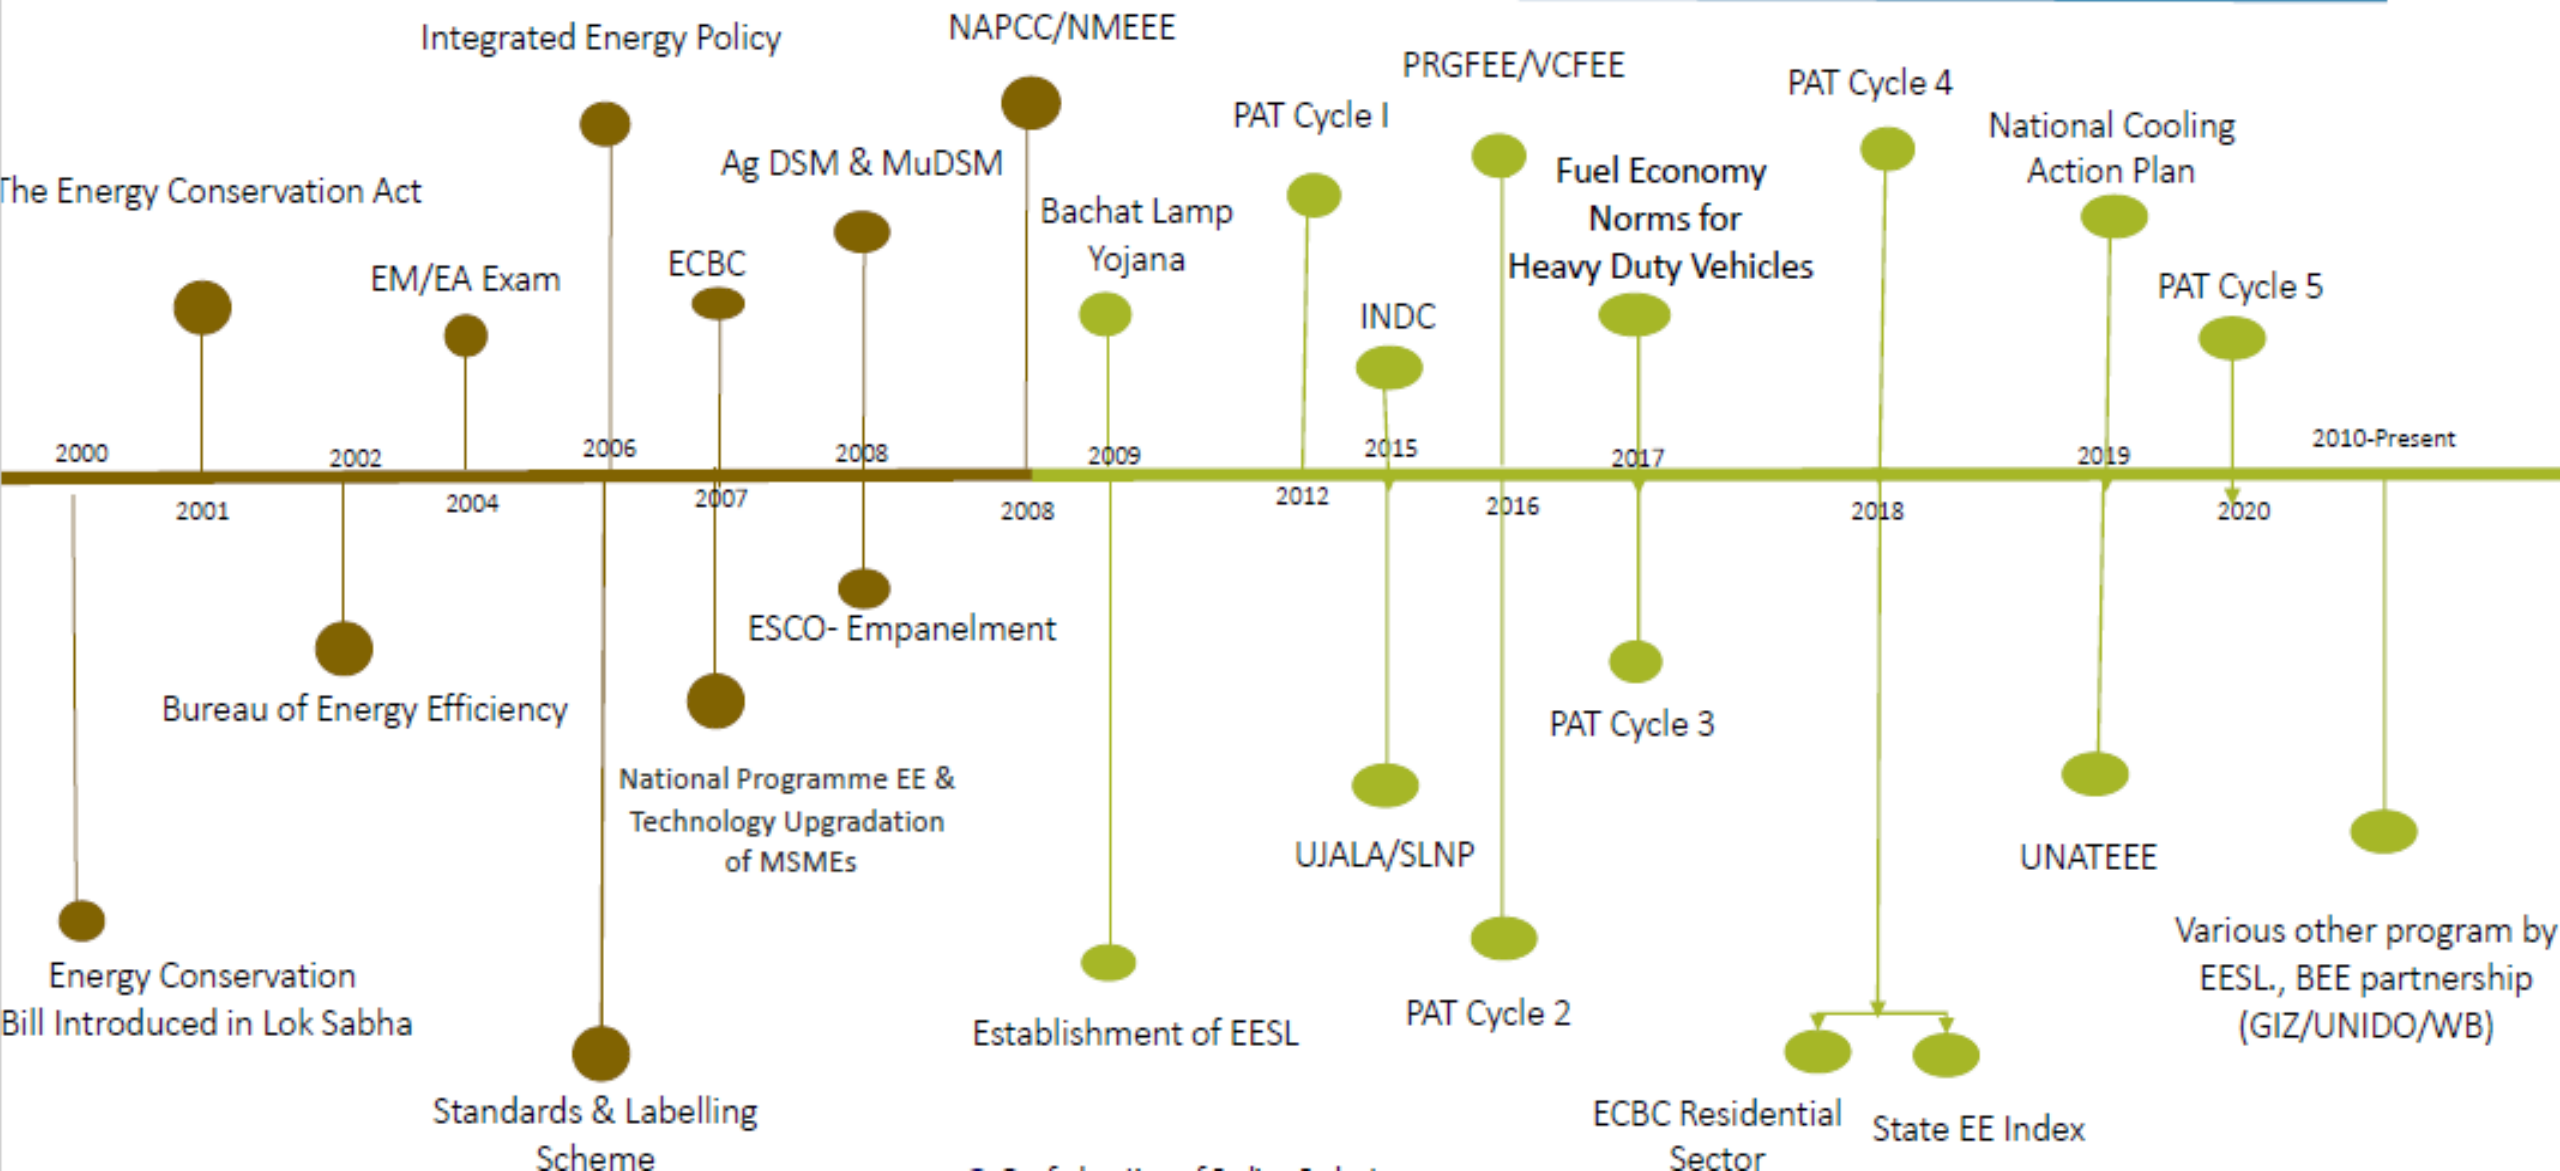 Integrated Energy Policy
NAPCC/NMEEE
PRGFEE/VCFEE
PAT Cycle 4
PAT Cycle I
National Cooling
Action Plan
Ag DSM & MuDSM
Fuel Economy
Norms for
Heavy Duty Vehicles
The Energy Conservation Act
Bachat Lamp
Yojana
EM/EA Exam
ECBC
INDC
PAT Cycle 5
2000
2002
2006
2008
2009
2015
2017
2019
2010-Present
2001
2004
2007
2008
2012
2016
2018
2020
ESCO- Empanelment
Bureau of Energy Efficiency
PAT Cycle 3
National Programme EE &
Technology Upgradation
of MSMEs
UJALA/SLNP
UNATEEE
Energy Conservation
Bill Introduced in Lok Sabha
Establishment of EESL
PAT Cycle 2
Various other program by
EESL., BEE partnership
(GIZ/UNIDO/WB)
Standards & Labelling
Scheme
ECBC Residential
Sector
State EE Index